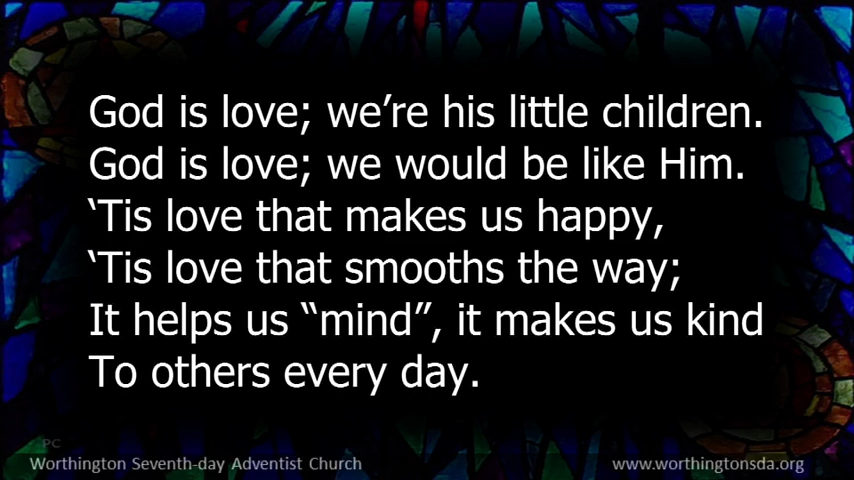 God is love; we’re his little children.
God is love; we would be like Him.
‘Tis love that makes us happy,
‘Tis love that smooths the way;
It helps us “mind”, it makes us kind
To others every day.
PC
Worthington Seventh-day Adventist Church
www.worthingtonsda.org